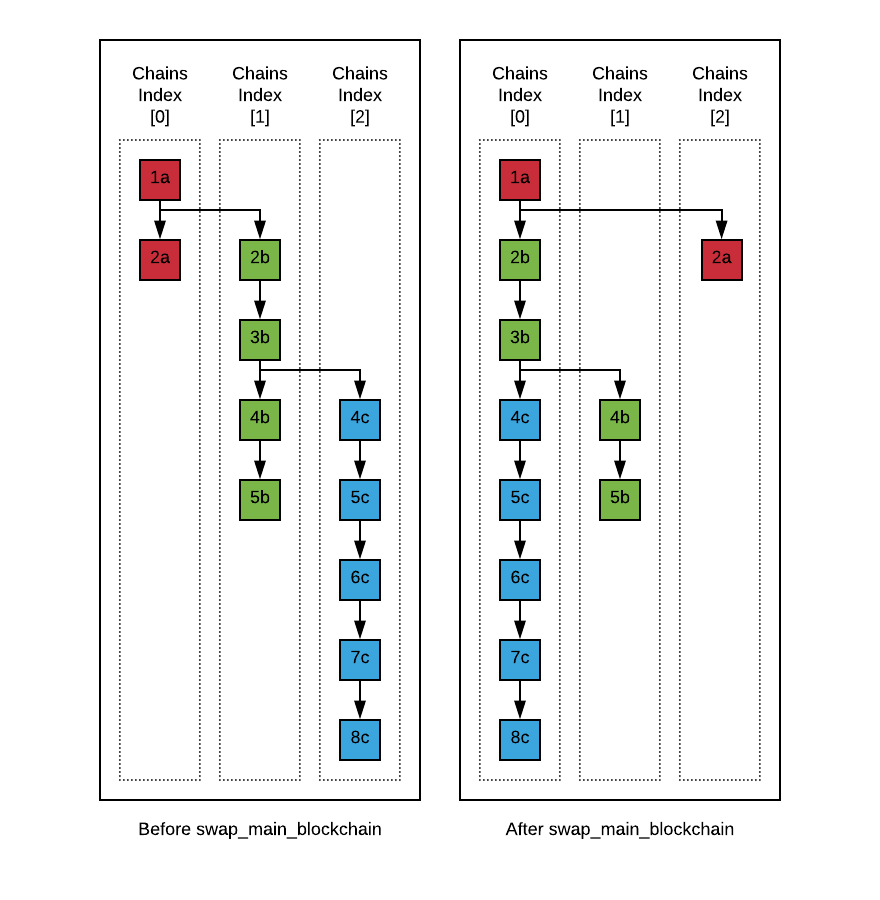 Chains
Index
[0]
Chains
Index
[1]
Chains
Index
[2]
1a
2a
2b
3b
4b
4c
5b
5c
6c
7c
8c
Before swap_main_blockchain
Chains
Index
[0]
Chains
Index
[1]
Chains
Index
[2]
1a
2b
2a
3b
4c
4b
5c
5b
6c
7c
8c
After swap_main_blockchain